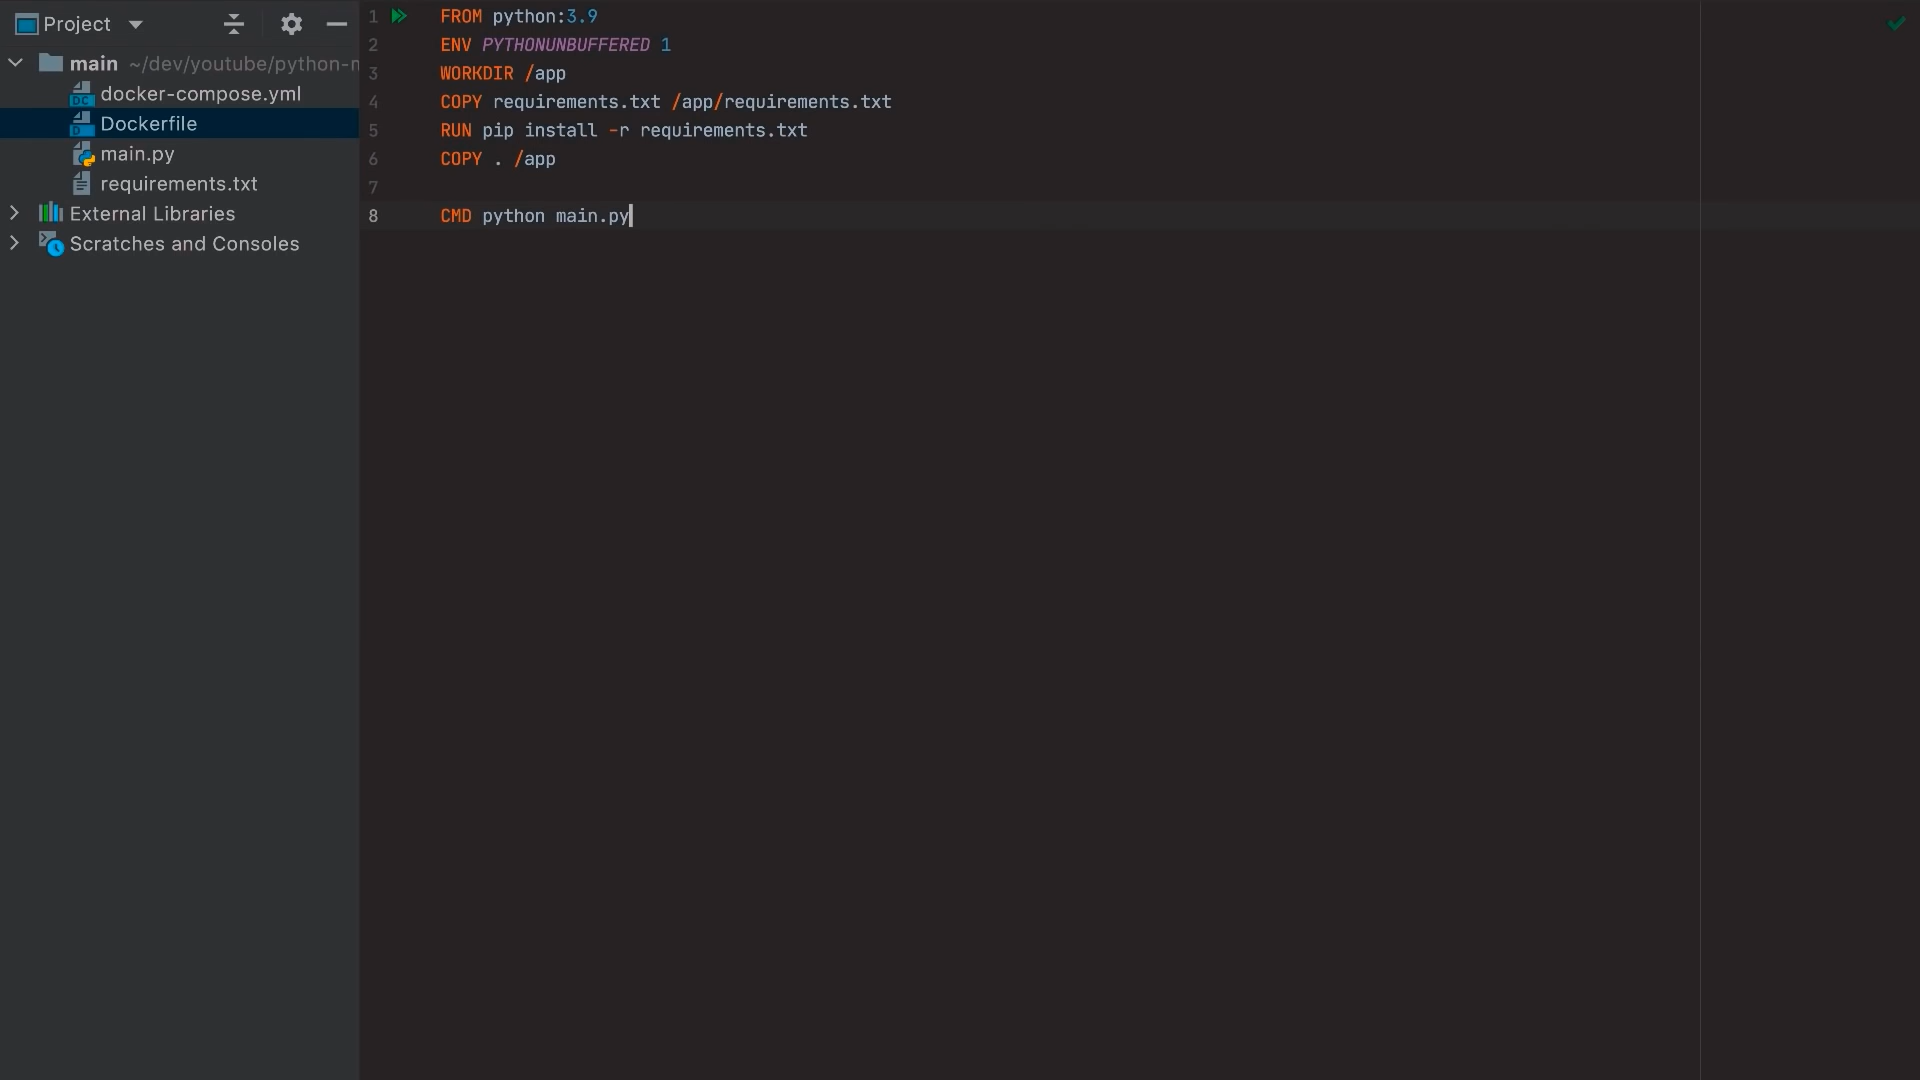 Project
main ~/dev/youtube/python-
docker-compose.yml
Dockerfile
main.py
requirements.txt
External Libraries
Scratches and Consoles
1 FROM python:3.9
2 ENV PYTHONUNBUFFERED 1
3 WORKDIR /app
4 COPY requirements.txt /app/requirements.txt
5 RUN pip install -r requirements.txt
6 COPY . /app
7
8 CMD python main.py